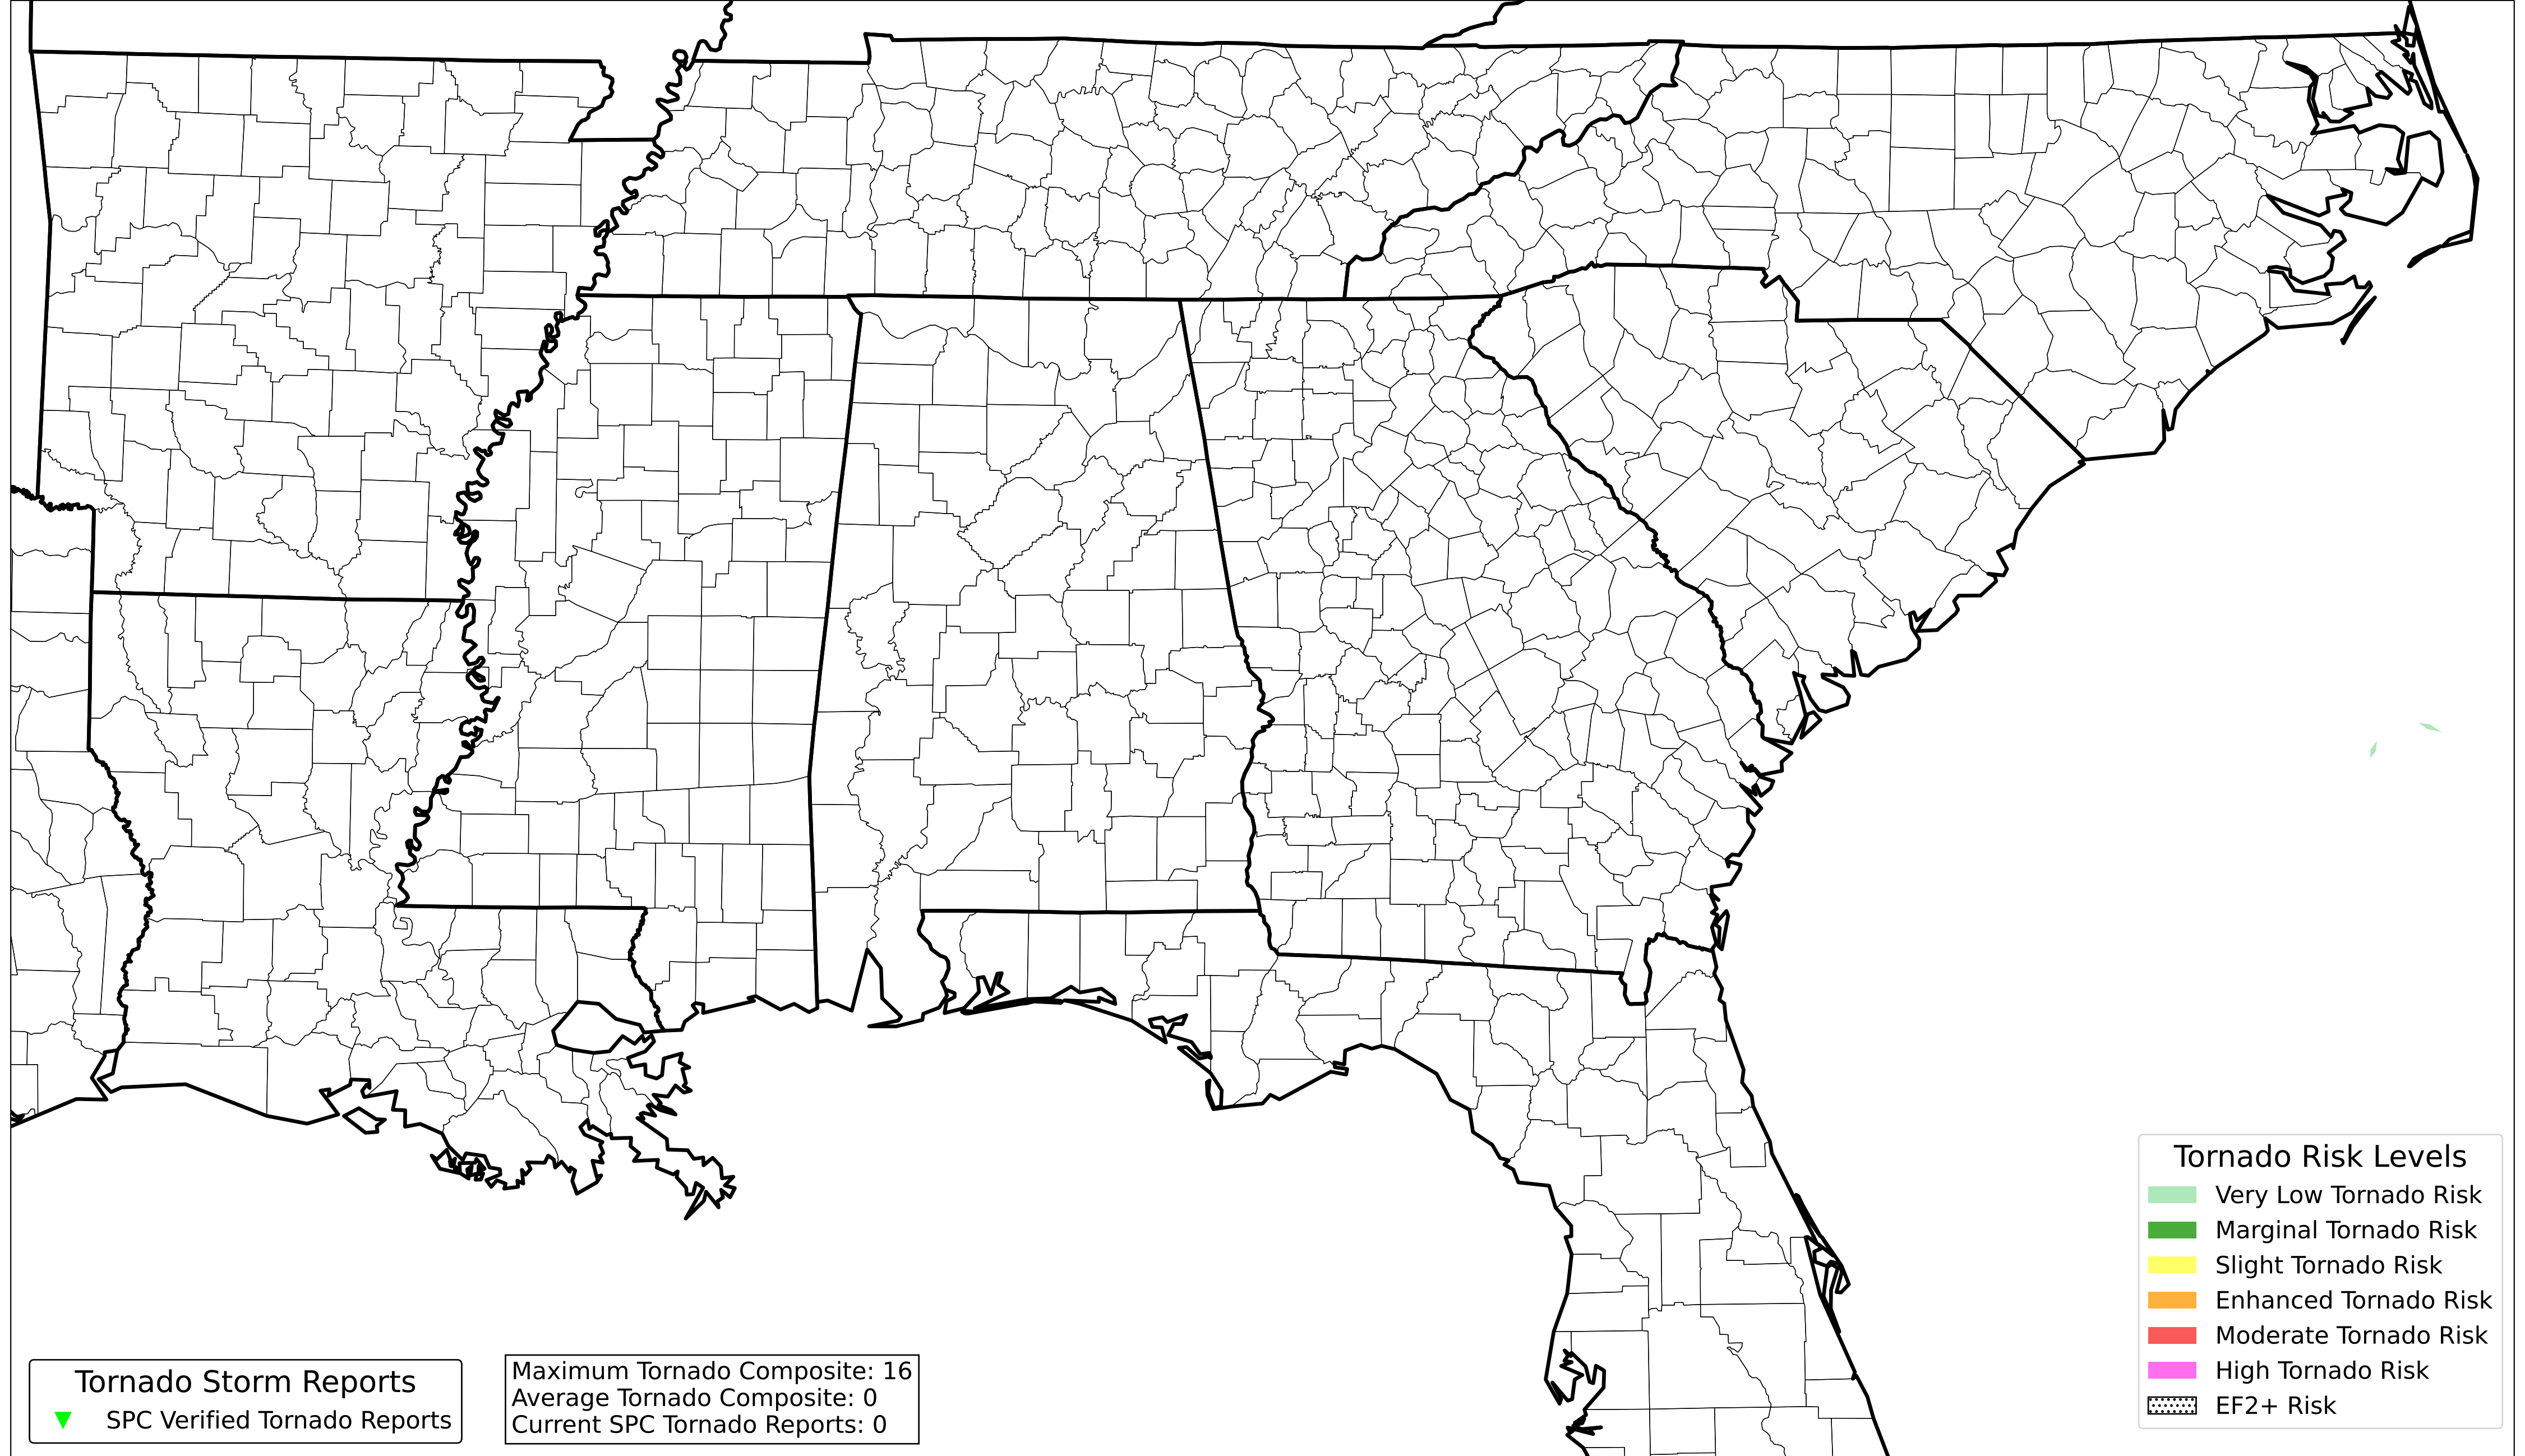 Tornado Risk Levels
Very Low Tornado Risk
Marginal Tornado Risk
Slight Tornado Risk
Enhanced Tornado Risk
Moderate Tornado Risk
High Tornado Risk
EF2+ Risk
Tornado Storm Reports
SPC Verified Tornado Reports
Maximum Tornado Composite: 16
Average Tornado Composite: 0
Current SPC Tornado Reports: 0